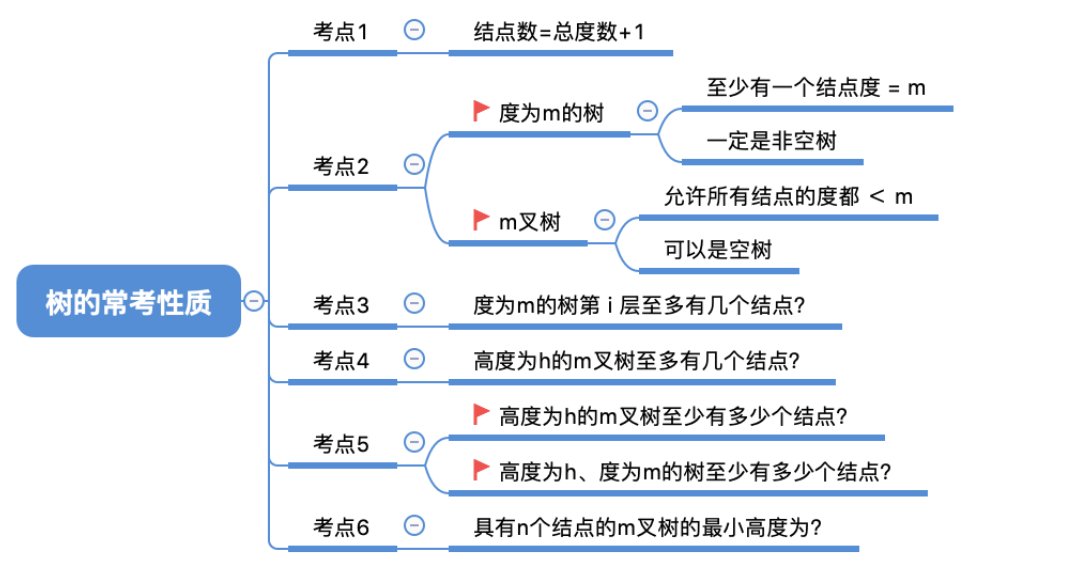 树的常考性质
考点1
结点数=总度数+1
考点2
度为m的树
至少有一个结点度 = m
一定是非空树
m叉树
允许所有结点的度都 < m
可以是空树
考点3
度为m的树第 i 层至多有几个结点?
考点4
高度为h的m叉树至多有几个结点?
考点5
高度为h的m叉树至少有多少个结点?
高度为h、度为m的树至少有多少个结点?
考点6
具有n个结点的m叉树的最小高度为?